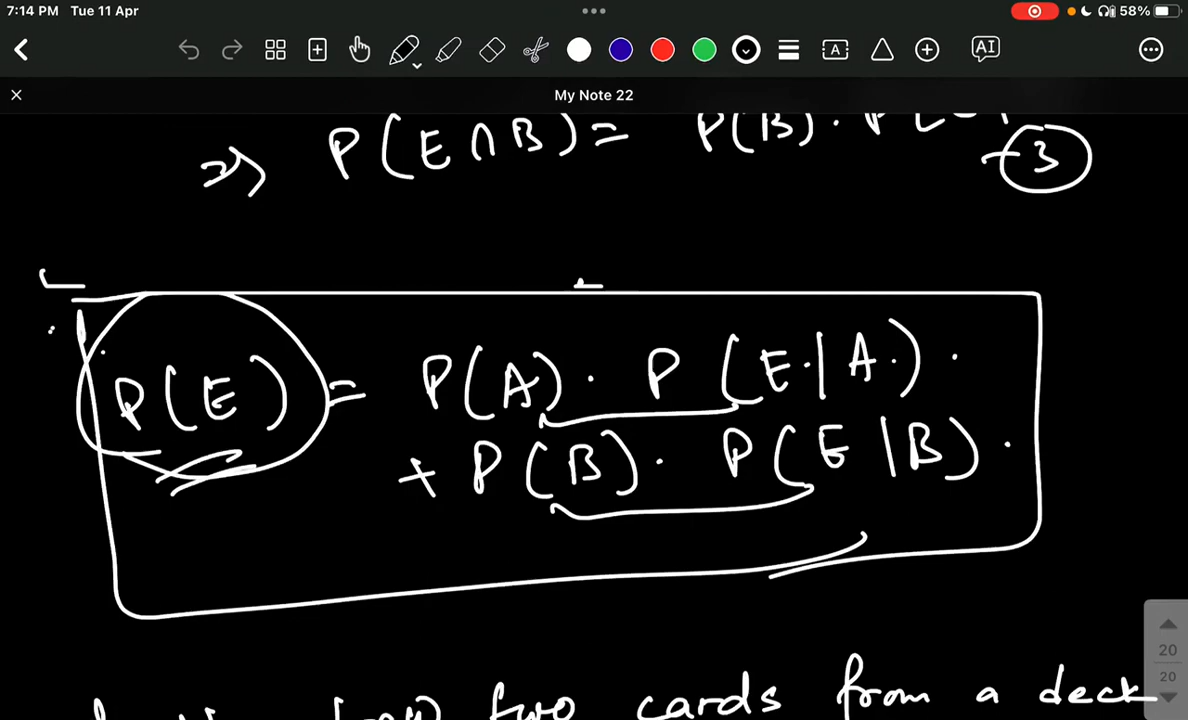 7:14 PM Tue 11 Apr
58%
A
AI
My Note 22
⇒ P(E ∩ B) = P(B) · P
- 3
P(E) = P(A) · P(E | A)
+ P(B) · P(E | B)
20
20
two cards from a deck